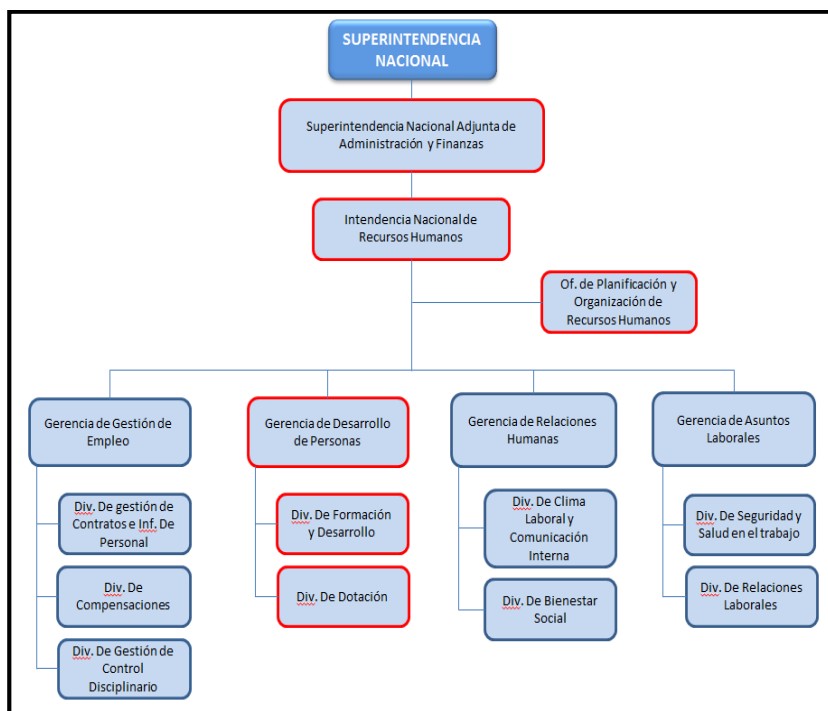 SUPERINTENDENCIA
NACIONAL
Superintendencia Nacional Adjunta de
Administración y Finanzas
Intendencia Nacional de
Recursos Humanos
Of. de Planificación y
Organización de
Recursos Humanos
Gerencia de Gestión de
Empleo
Gerencia de Desarrollo
de Personas
Gerencia de Relaciones
Humanas
Gerencia de Asuntos
Laborales
Div. De gestión de
Contratos e Inf. De
Personal
Div. De
Compensaciones
Div. De Gestión de
Control
Disciplinario
Div. De Formación
y Desarrollo
Div. De Dotación
Div. De Clima
Laboral y
Comunicación
Interna
Div. De Bienestar
Social
Div. De Seguridad y
Salud en el trabajo
Div. De Relaciones
Laborales